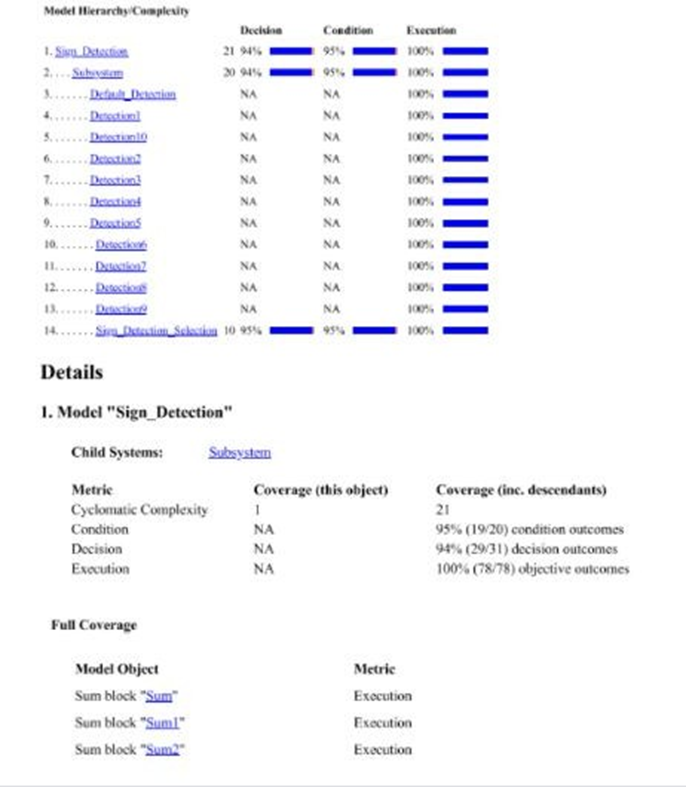 Model Hierarchy/Complexity
Decision Condition Execution
1. Sign_Detection 21 94% 95% 100%
2. . . . Subsystem 20 94% 95% 100%
3. . . . . . . Default_Detection NA NA 100%
4. . . . . . . Detection1 NA NA 100%
5. . . . . . . Detection10 NA NA 100%
6. . . . . . . Detection2 NA NA 100%
7. . . . . . . Detection3 NA NA 100%
8. . . . . . . Detection4 NA NA 100%
9. . . . . . . Detection5 NA NA 100%
10. . . . . . . Detection6 NA NA 100%
11. . . . . . . Detection7 NA NA 100%
12. . . . . . . Detection8 NA NA 100%
13. . . . . . . Detection9 NA NA 100%
14. . . . . . . Sign_Detection_Selection 10 95% 95% 100%
Details
1. Model "Sign_Detection"
Child Systems: Subsystem
Metric Coverage (this object) Coverage (inc. descendants)
Cyclomatic Complexity 1 21
Condition NA 95% (19/20) condition outcomes
Decision NA 94% (29/31) decision outcomes
Execution NA 100% (78/78) objective outcomes
Full Coverage
Model Object Metric
Sum block "Sum" Execution
Sum block "Sum1" Execution
Sum block "Sum2" Execution